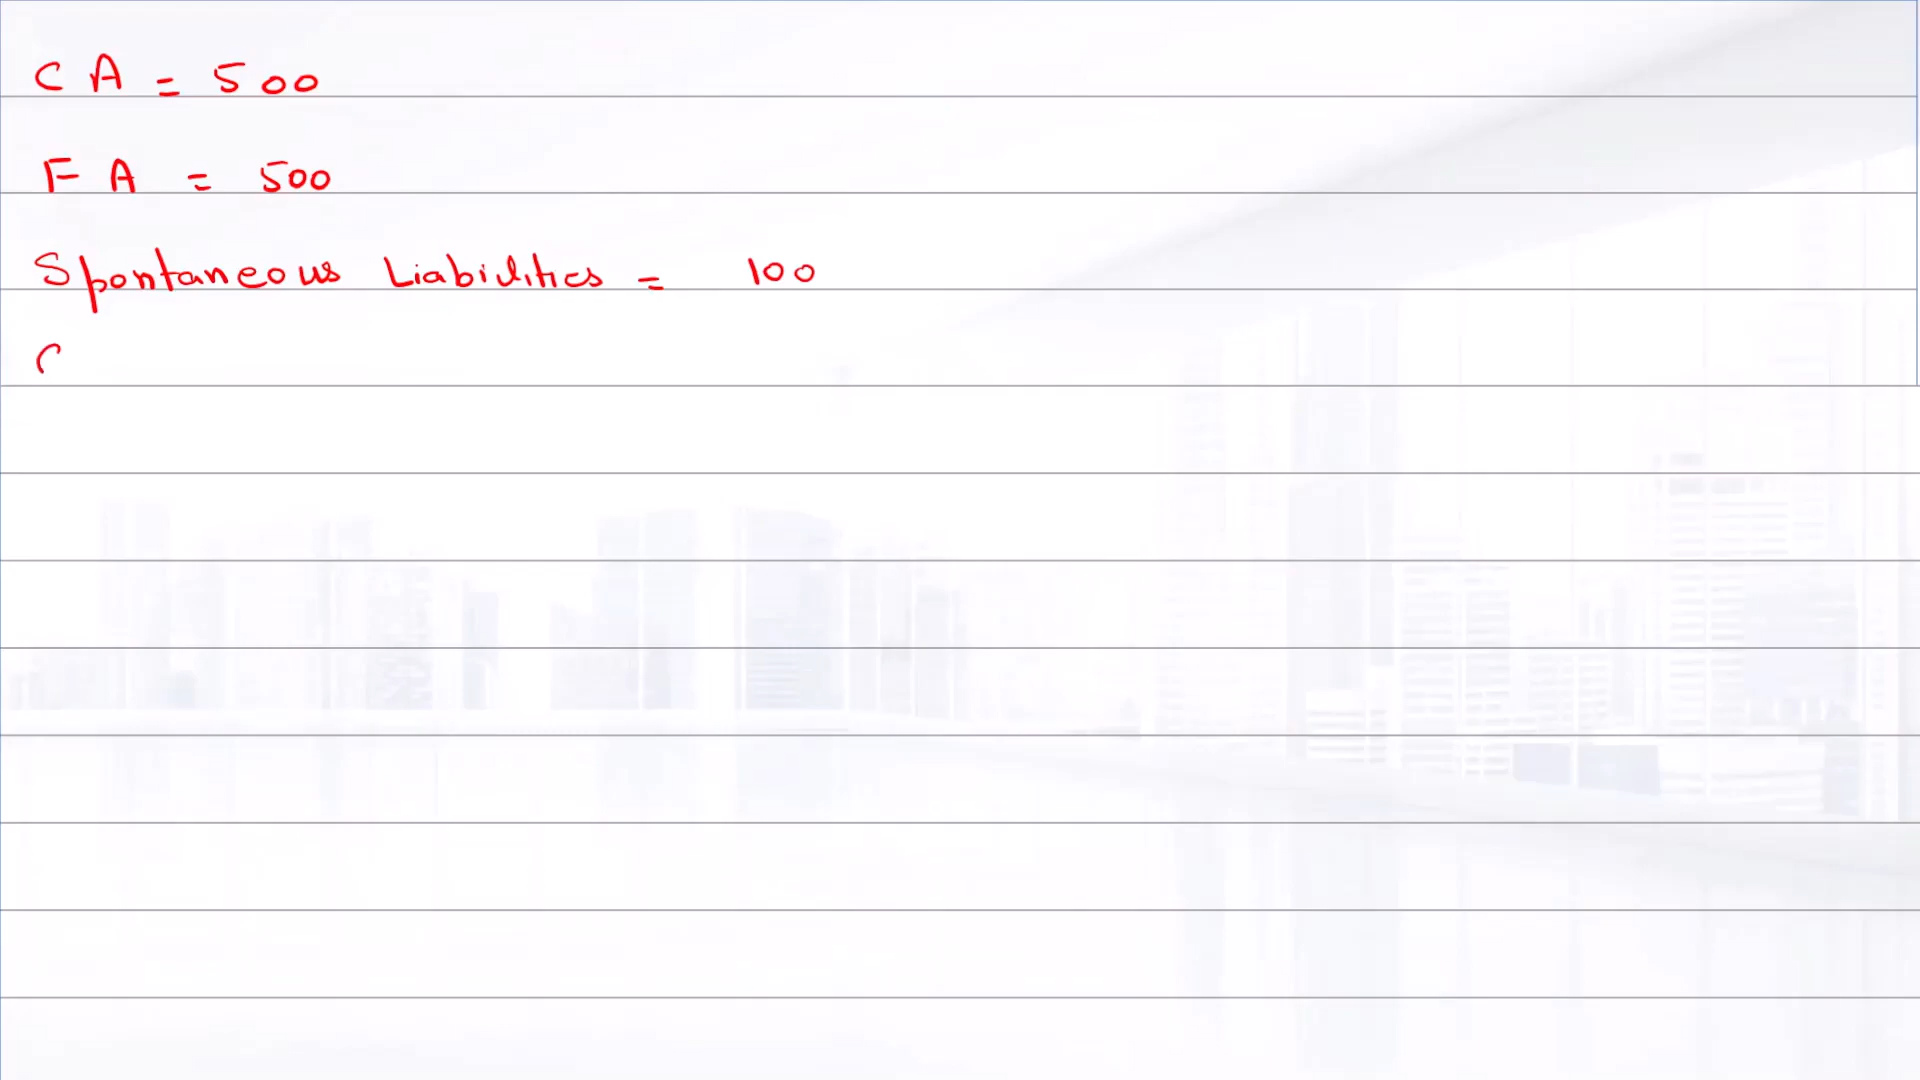 CA = 500
FA = 500
Spontaneous Liabilities = 100